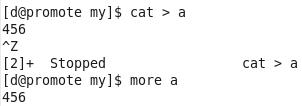 [d@promote my]$ cat > a
456
^Z
[2]+  Stopped                 cat > a
[d@promote my]$ more a
456